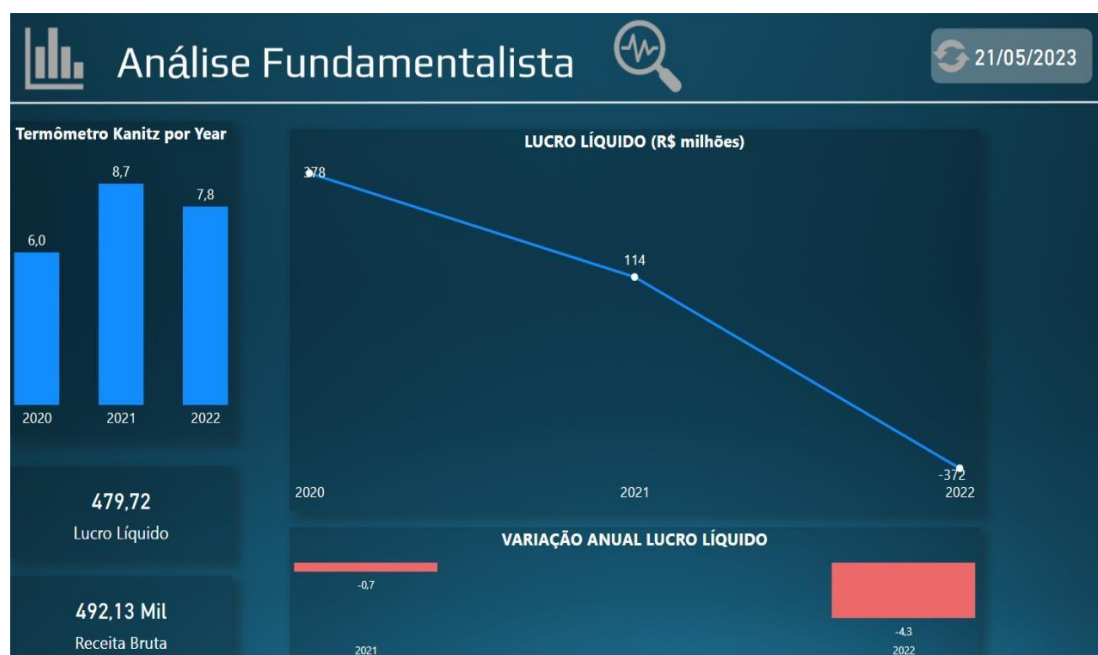 Análise Fundamentalista
21/05/2023
Termômetro Kanitz por Year
8,7
7,8
6,0
2020 2021 2022
479,72
Lucro Líquido
492,13 Mil
Receita Bruta
LUCRO LÍQUIDO (R$ milhões)
378
114
-372
2020 2021 2022
VARIAÇÃO ANUAL LUCRO LÍQUIDO
-0,7
-4,3
2021 2022